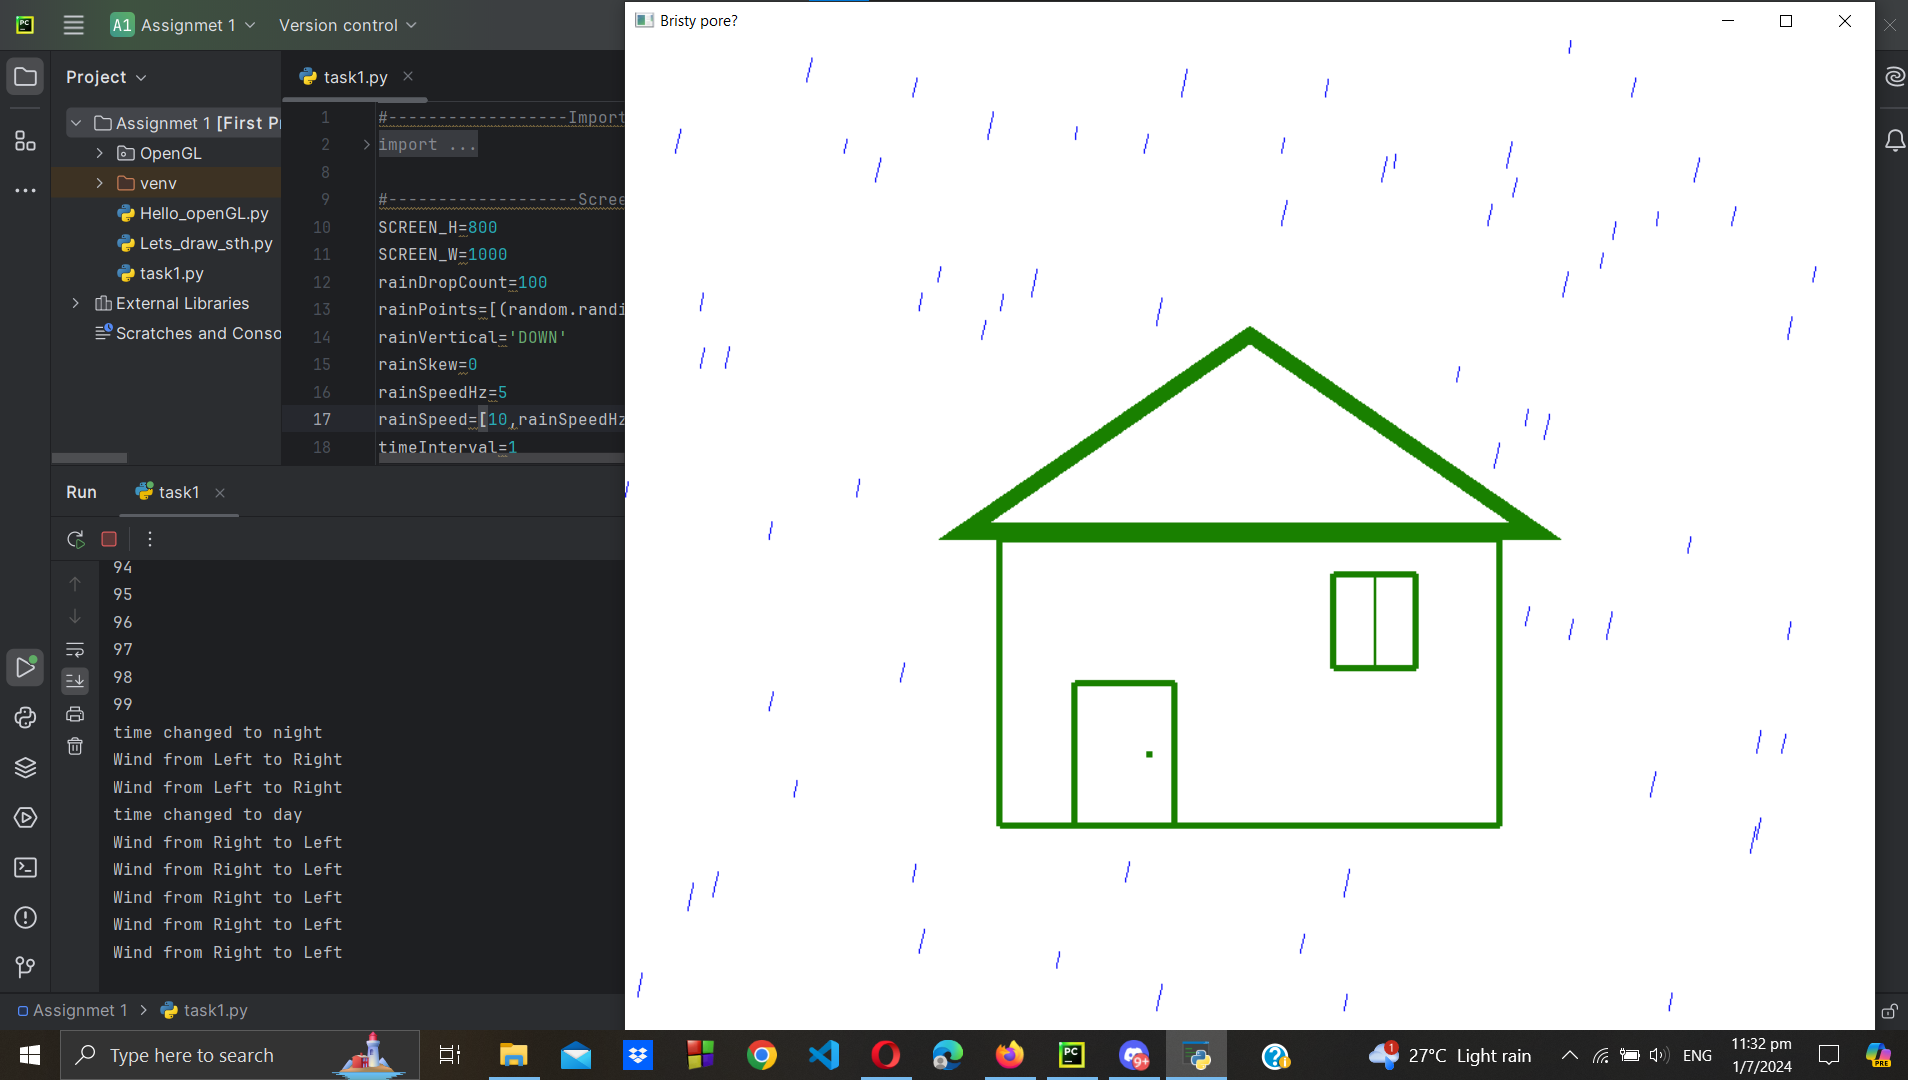 PC
A1 Assignmet 1
Version control
Bristy pore?
Project
task1.py
Assignmet 1 [First P
OpenGL
venv
Hello_openGL.py
Lets_draw_sth.py
task1.py
External Libraries
Scratches and Conso
1 #------------------Import
2 import ...
8
9 #-------------------Scree
10 SCREEN_H=800
11 SCREEN_W=1000
12 rainDropCount=100
13 rainPoints=[(random.randi
14 rainVertical='DOWN'
15 rainSkew=0
16 rainSpeedHz=5
17 rainSpeed=[10,rainSpeedHz
18 timeInterval=1
Run
task1
94
95
96
97
98
99
time changed to night
Wind from Left to Right
Wind from Left to Right
time changed to day
Wind from Right to Left
Wind from Right to Left
Wind from Right to Left
Wind from Right to Left
Wind from Right to Left
Assignmet 1 > task1.py
Type here to search
PC
9+
1
27°C Light rain
ENG
11:32 pm
1/7/2024
PRE